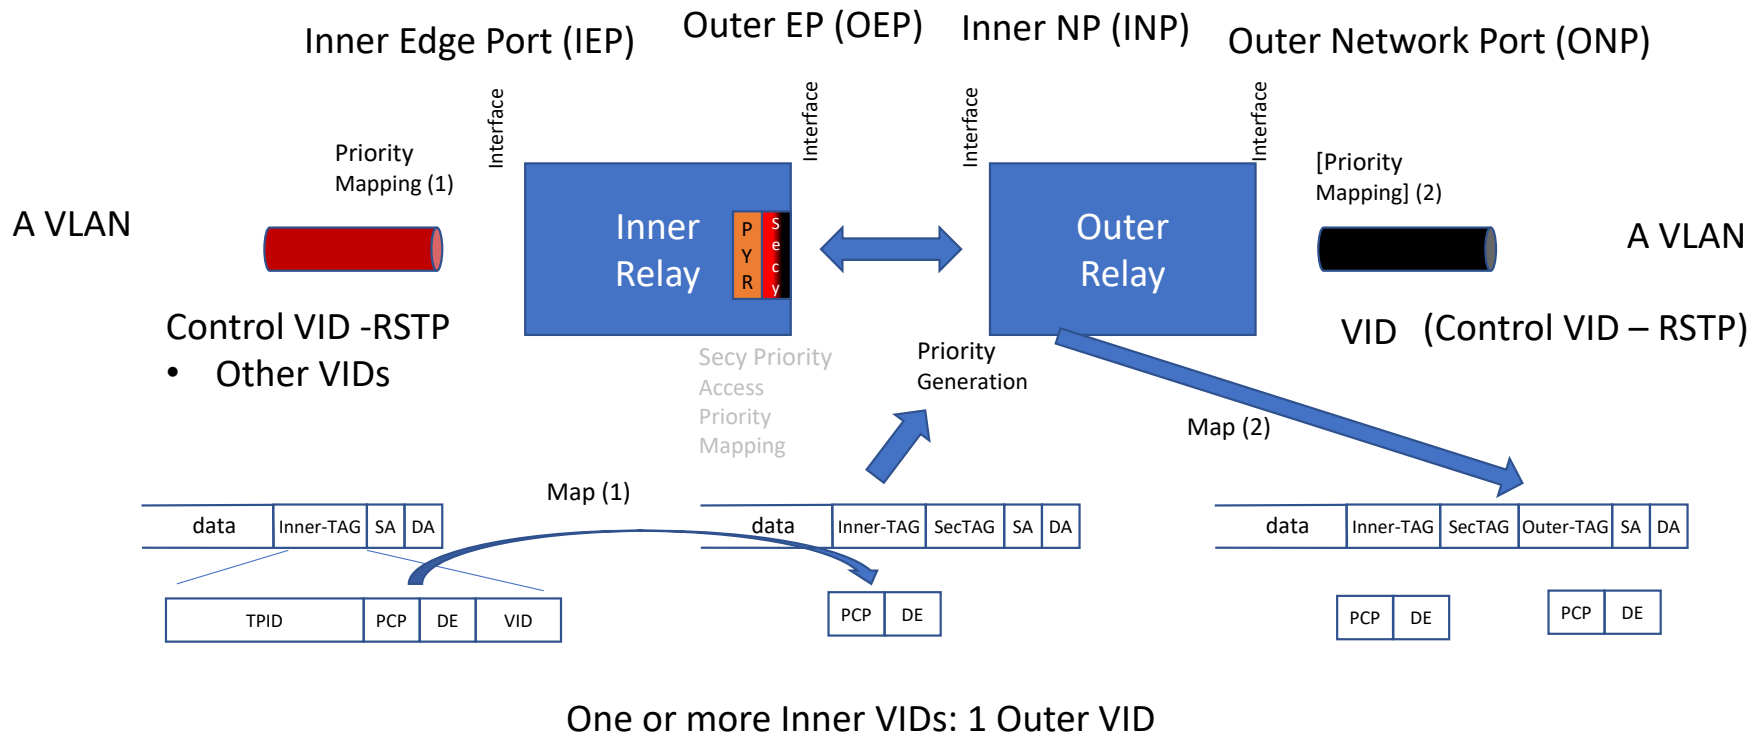 Inner Edge Port (IEP)
Outer EP (OEP)
Inner NP (INP)
Outer Network Port (ONP)
Interface
Interface
Interface
Interface
Priority
Mapping (1)
[Priority
Mapping] (2)
A VLAN
Inner
Relay
P
Y
R
S
e
c
y
Outer
Relay
A VLAN
Control VID -RSTP
• Other VIDs
VID
(Control VID – RSTP)
Secy Priority
Access
Priority
Mapping
Priority
Generation
Map (1)
Map (2)
data Inner-TAG SA DA
data Inner-TAG SecTAG SA DA
data Inner-TAG SecTAG Outer-TAG SA DA
TPID PCP DE VID
PCP DE
PCP DE
PCP DE
One or more Inner VIDs: 1 Outer VID